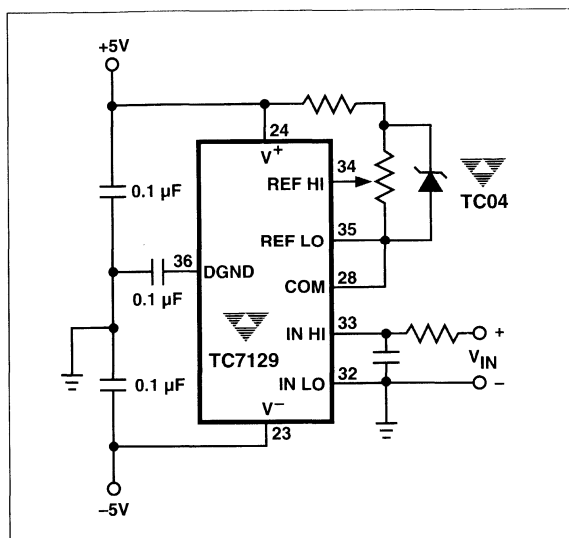 +5V
24
V+
34
REF HI
TC04
0.1 µF
35
REF LO
36
DGND
28
COM
0.1 µF
33
IN HI
+
VIN
TC7129
0.1 µF
32
IN LO
–
V–
23
–5V